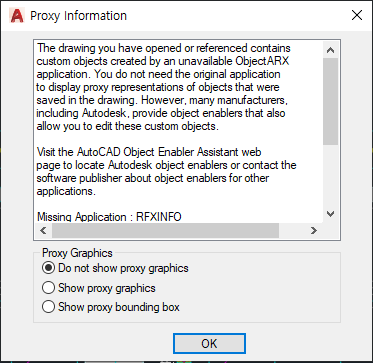 Proxy Information
The drawing you have opened or referenced contains
custom objects created by an unavailable ObjectARX
application. You do not need the original application
to display proxy representations of objects that were
saved in the drawing. However, many manufacturers,
including Autodesk, provide object enablers that also
allow you to edit these custom objects.
Visit the AutoCAD Object Enabler Assistant web
page to locate Autodesk object enablers or contact the
software publisher about object enablers for other
applications.
Missing Application : RFXINFO
Proxy Graphics
Do not show proxy graphics
Show proxy graphics
Show proxy bounding box
OK